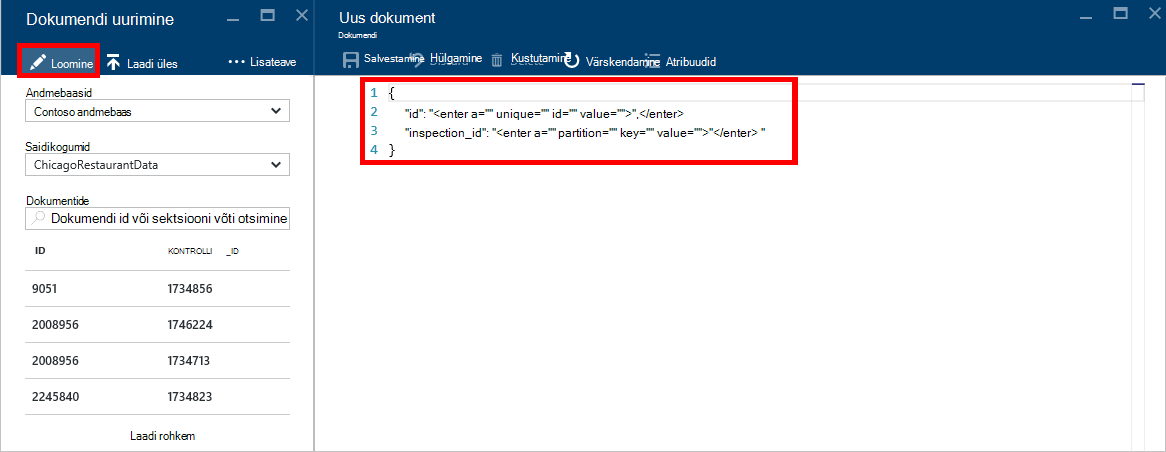 Dokumendi uurimine
Loomine Laadi üles ••• Lisateave
Andmebaasid
Contoso andmebaas
Saidikogumid
ChicagoRestaurantData
Dokumentide
Dokumendi id või sektsiooni võti otsimine
ID KONTROLLI _ID
9051 1734856
2008956 1746224
2008956 1734713
2245840 1734823
Laadi rohkem
Uus dokument
Dokumendi
Salvestamine Hülgamine Kustutamine Värskendamine Atribuudid
1 {
2 "id": "<enter a="" unique="" id="" value="">",</enter>
3 "inspection_id": "<enter a="" partition="" key="" value="">"</enter> "
4 }